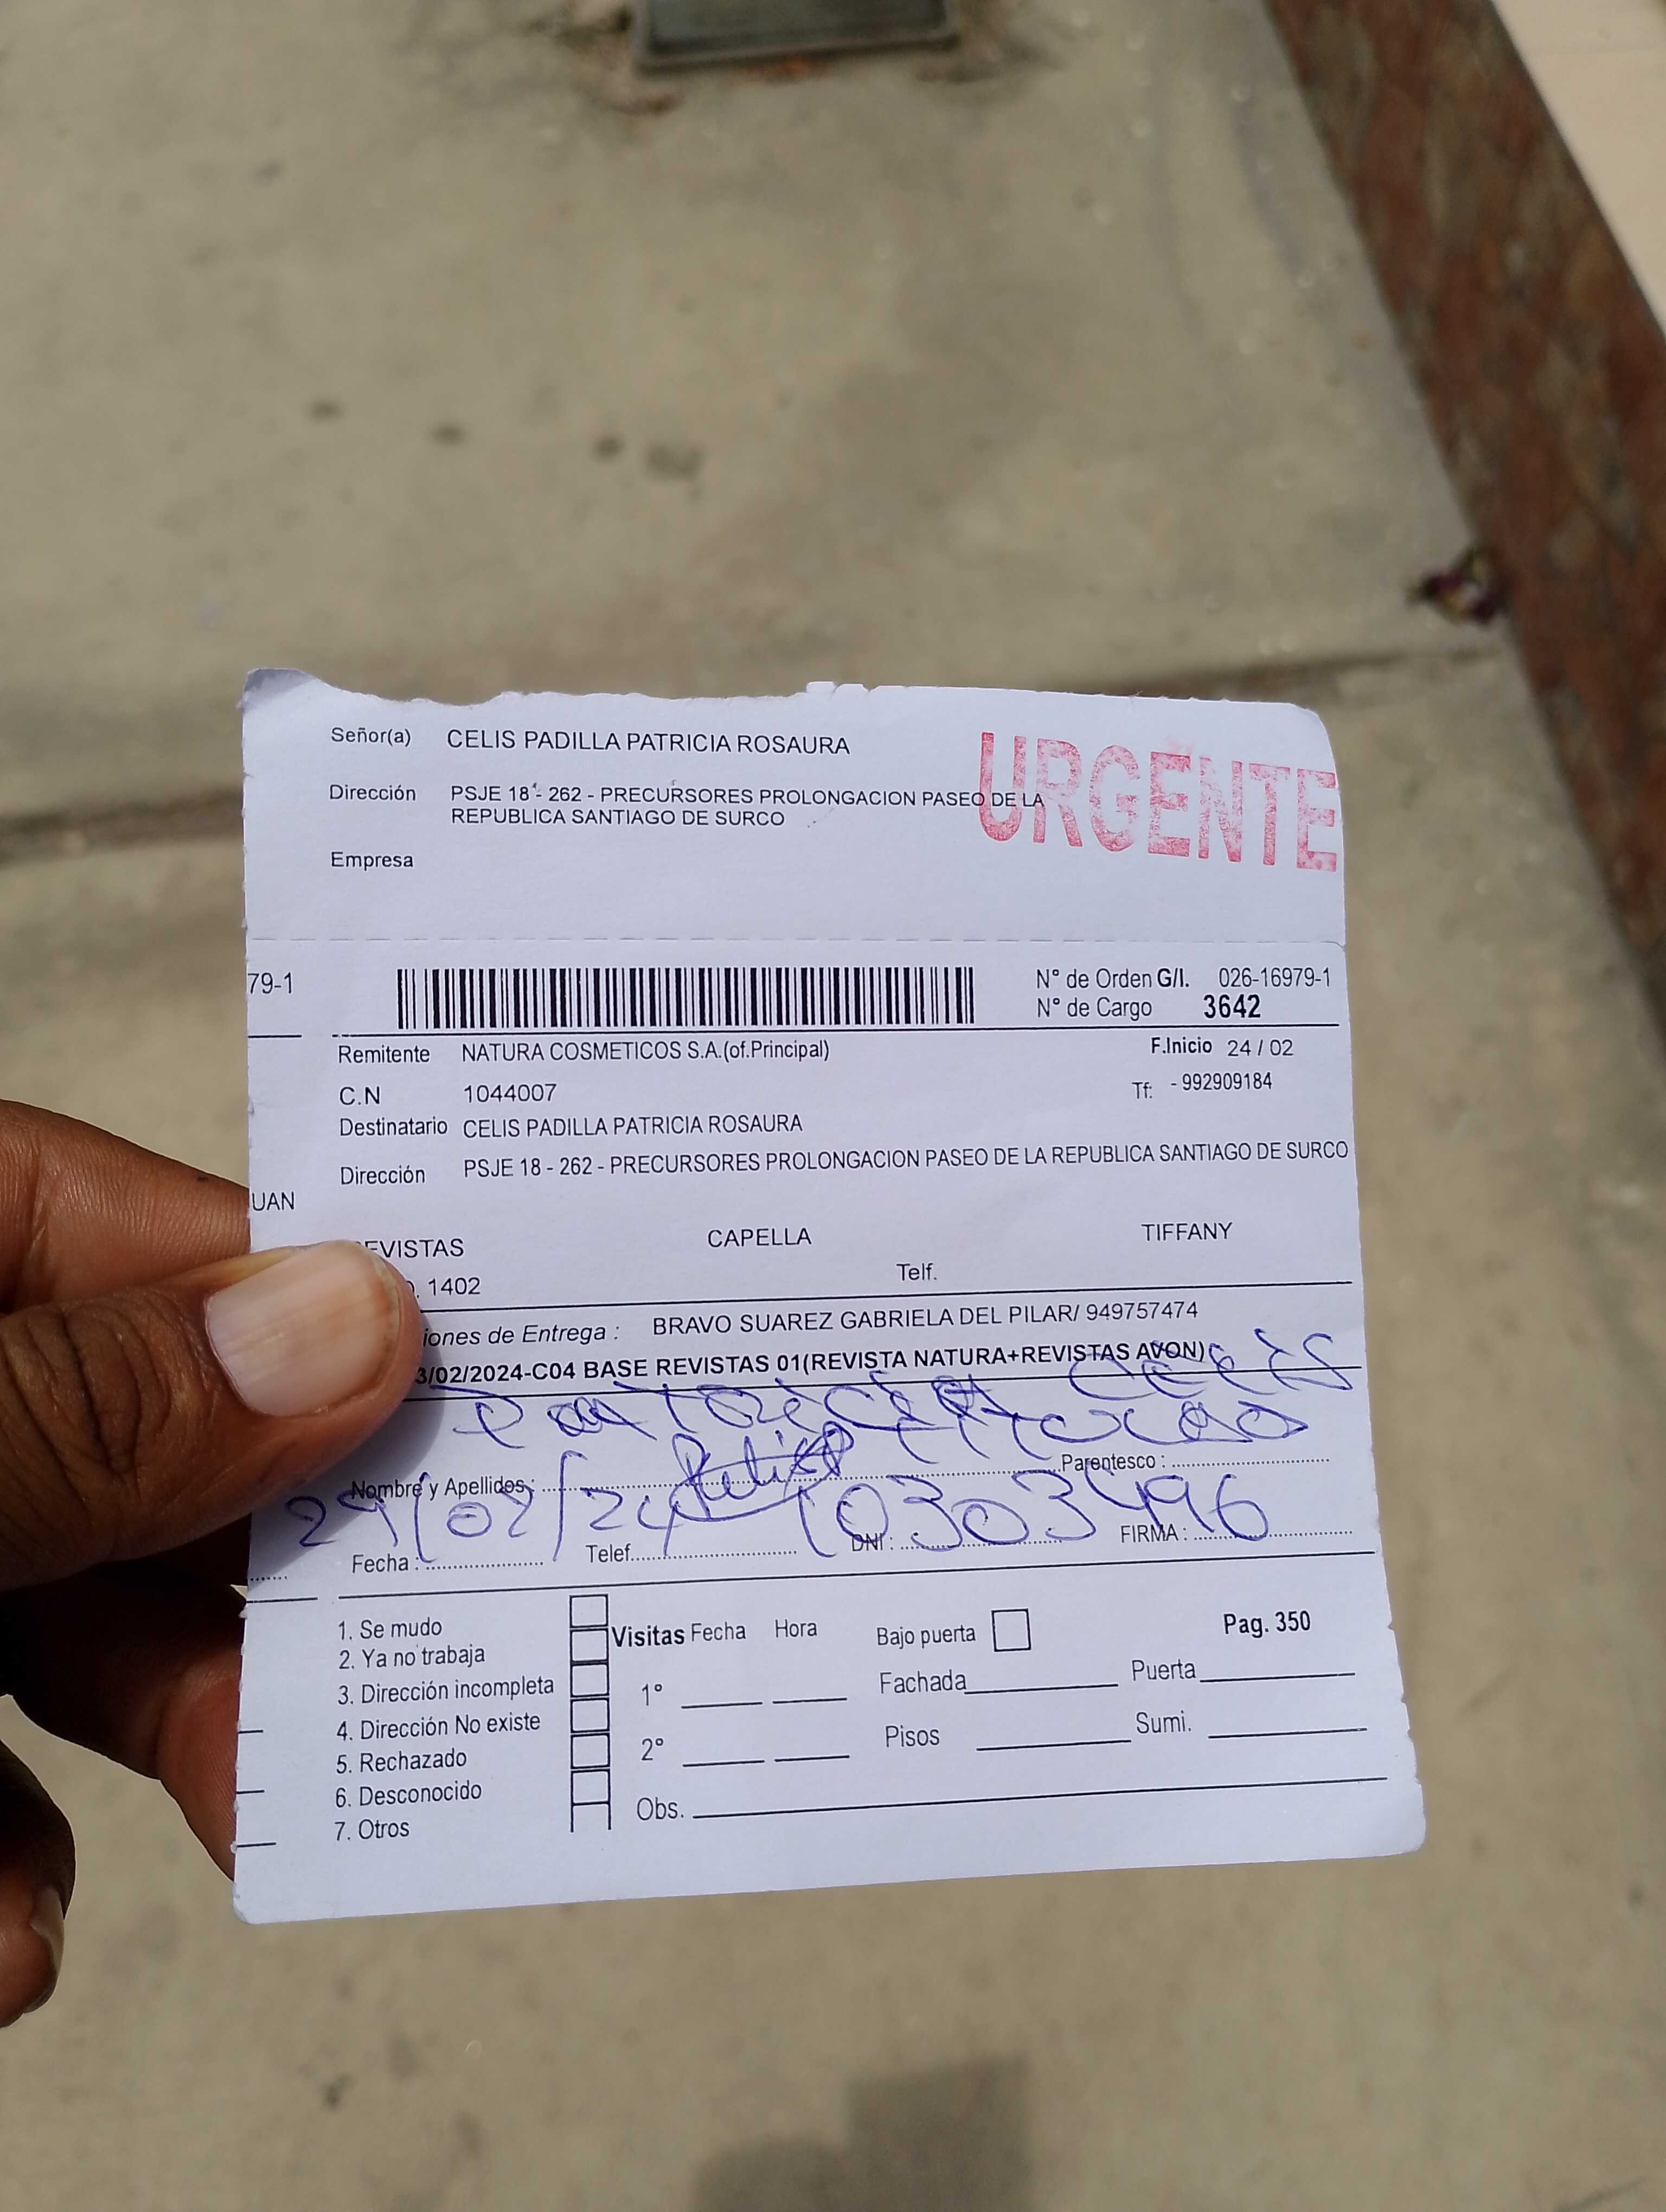 Señor(a) CELIS PADILLA PATRICIA ROSAURA
URGENTE
Dirección PSJE 18 - 262 - PRECURSORES PROLONGACION PASEO DE LA
REPUBLICA SANTIAGO DE SURCO
Empresa
79-1
N° de Orden G/I. 026-16979-1
N° de Cargo 3642
Remitente NATURA COSMETICOS S.A.(of.Principal) F.Inicio 24 / 02
C.N 1044007 Tf: - 992909184
Destinatario CELIS PADILLA PATRICIA ROSAURA
Dirección PSJE 18 - 262 - PRECURSORES PROLONGACION PASEO DE LA REPUBLICA SANTIAGO DE SURCO
UAN
EVISTAS CAPELLA TIFFANY
. 1402 Telf.
iones de Entrega : BRAVO SUAREZ GABRIELA DEL PILAR/ 949757474
3/02/2024-C04 BASE REVISTAS 01(REVISTA NATURA+REVISTAS AVON)
Patricia Celis
Nombre y Apellidos : Parentesco :
29/02/24 10303496
Fecha : Telef. DNI : FIRMA :
1. Se mudo
2. Ya no trabaja
3. Dirección incompleta
4. Dirección No existe
5. Rechazado
6. Desconocido
7. Otros
Visitas Fecha Hora
1°
2°
Obs.
Bajo puerta Pag. 350
Fachada Puerta
Pisos Sumi.